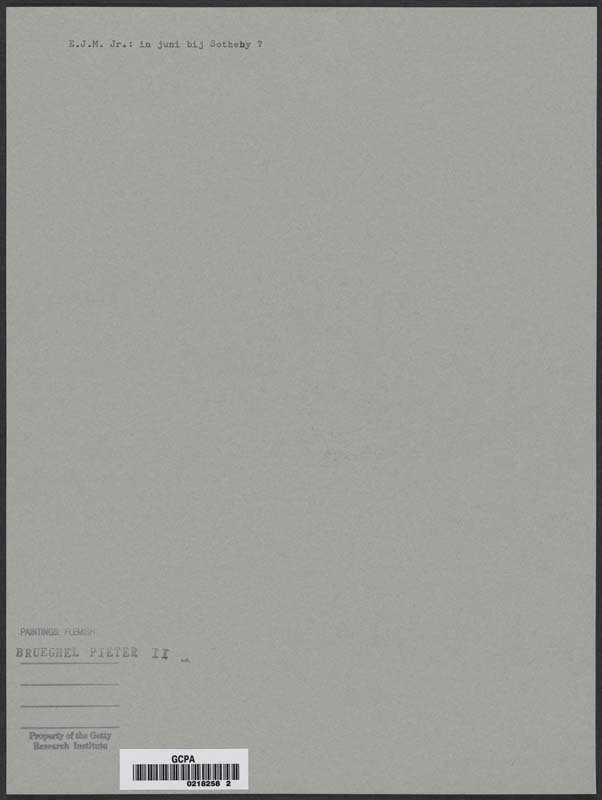 E.J.M. Jr.: in juni bij Sotheby ?
PAINTINGS: FLEMISH
BRUEGHEL PIETER II
Property of the Getty
Research Institute
GCPA
0218258 2